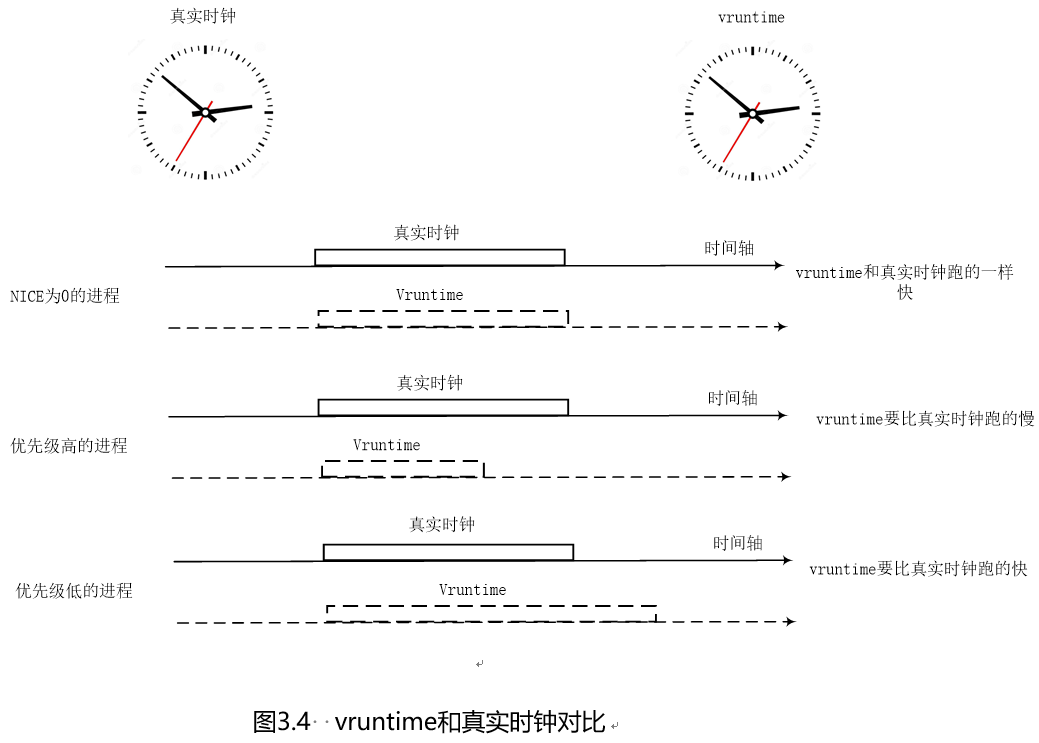 真实时钟
vruntime
真实时钟
时间轴
vruntime和真实时钟跑的一样
快
NICE为0的进程
Vruntime
真实时钟
时间轴
vruntime要比真实时钟跑的慢
优先级高的进程
Vruntime
真实时钟
时间轴
vruntime要比真实时钟跑的快
优先级低的进程
Vruntime
图3.4 vruntime和真实时钟对比